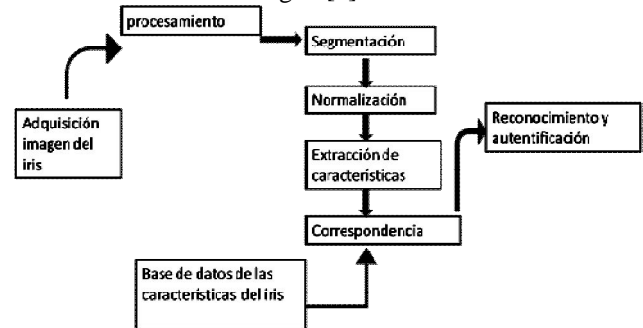 procesamiento
Segmentación
Normalización
Adquisición
imagen del
iris
Reconocimiento y
autentificación
Extracción de
características
Correspondencia
Base de datos de las
características del iris